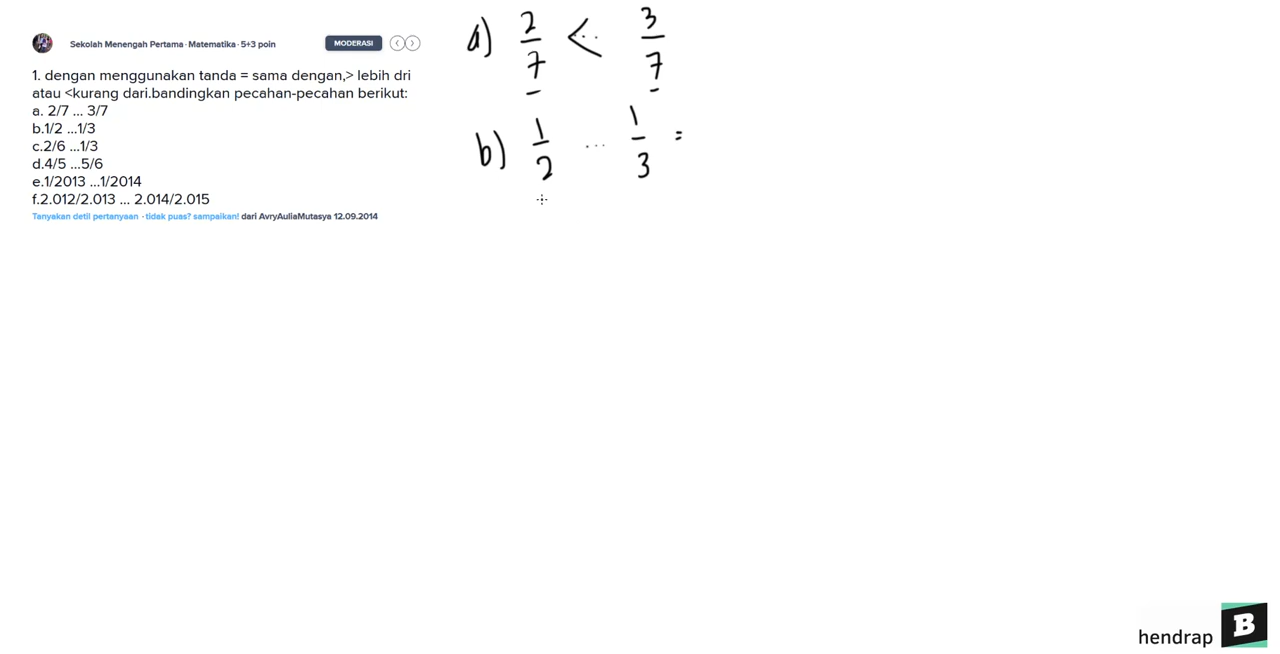 Sekolah Menengah Pertama · Matematika · 5+3 poin
MODERASI
1. dengan menggunakan tanda = sama dengan,> lebih dri
atau <kurang dari.bandingkan pecahan-pecahan berikut:
a. 2/7 ... 3/7
b.1/2 ...1/3
c.2/6 ...1/3
d.4/5 ...5/6
e.1/2013 ...1/2014
f.2.012/2.013 ... 2.014/2.015
Tanyakan detil pertanyaan · tidak puas? sampaikan! dari AvryAuliaMutasya 12.09.2014
a) 2/7 <... 3/7
b) 1/2 ... 1/3 =
hendrap B